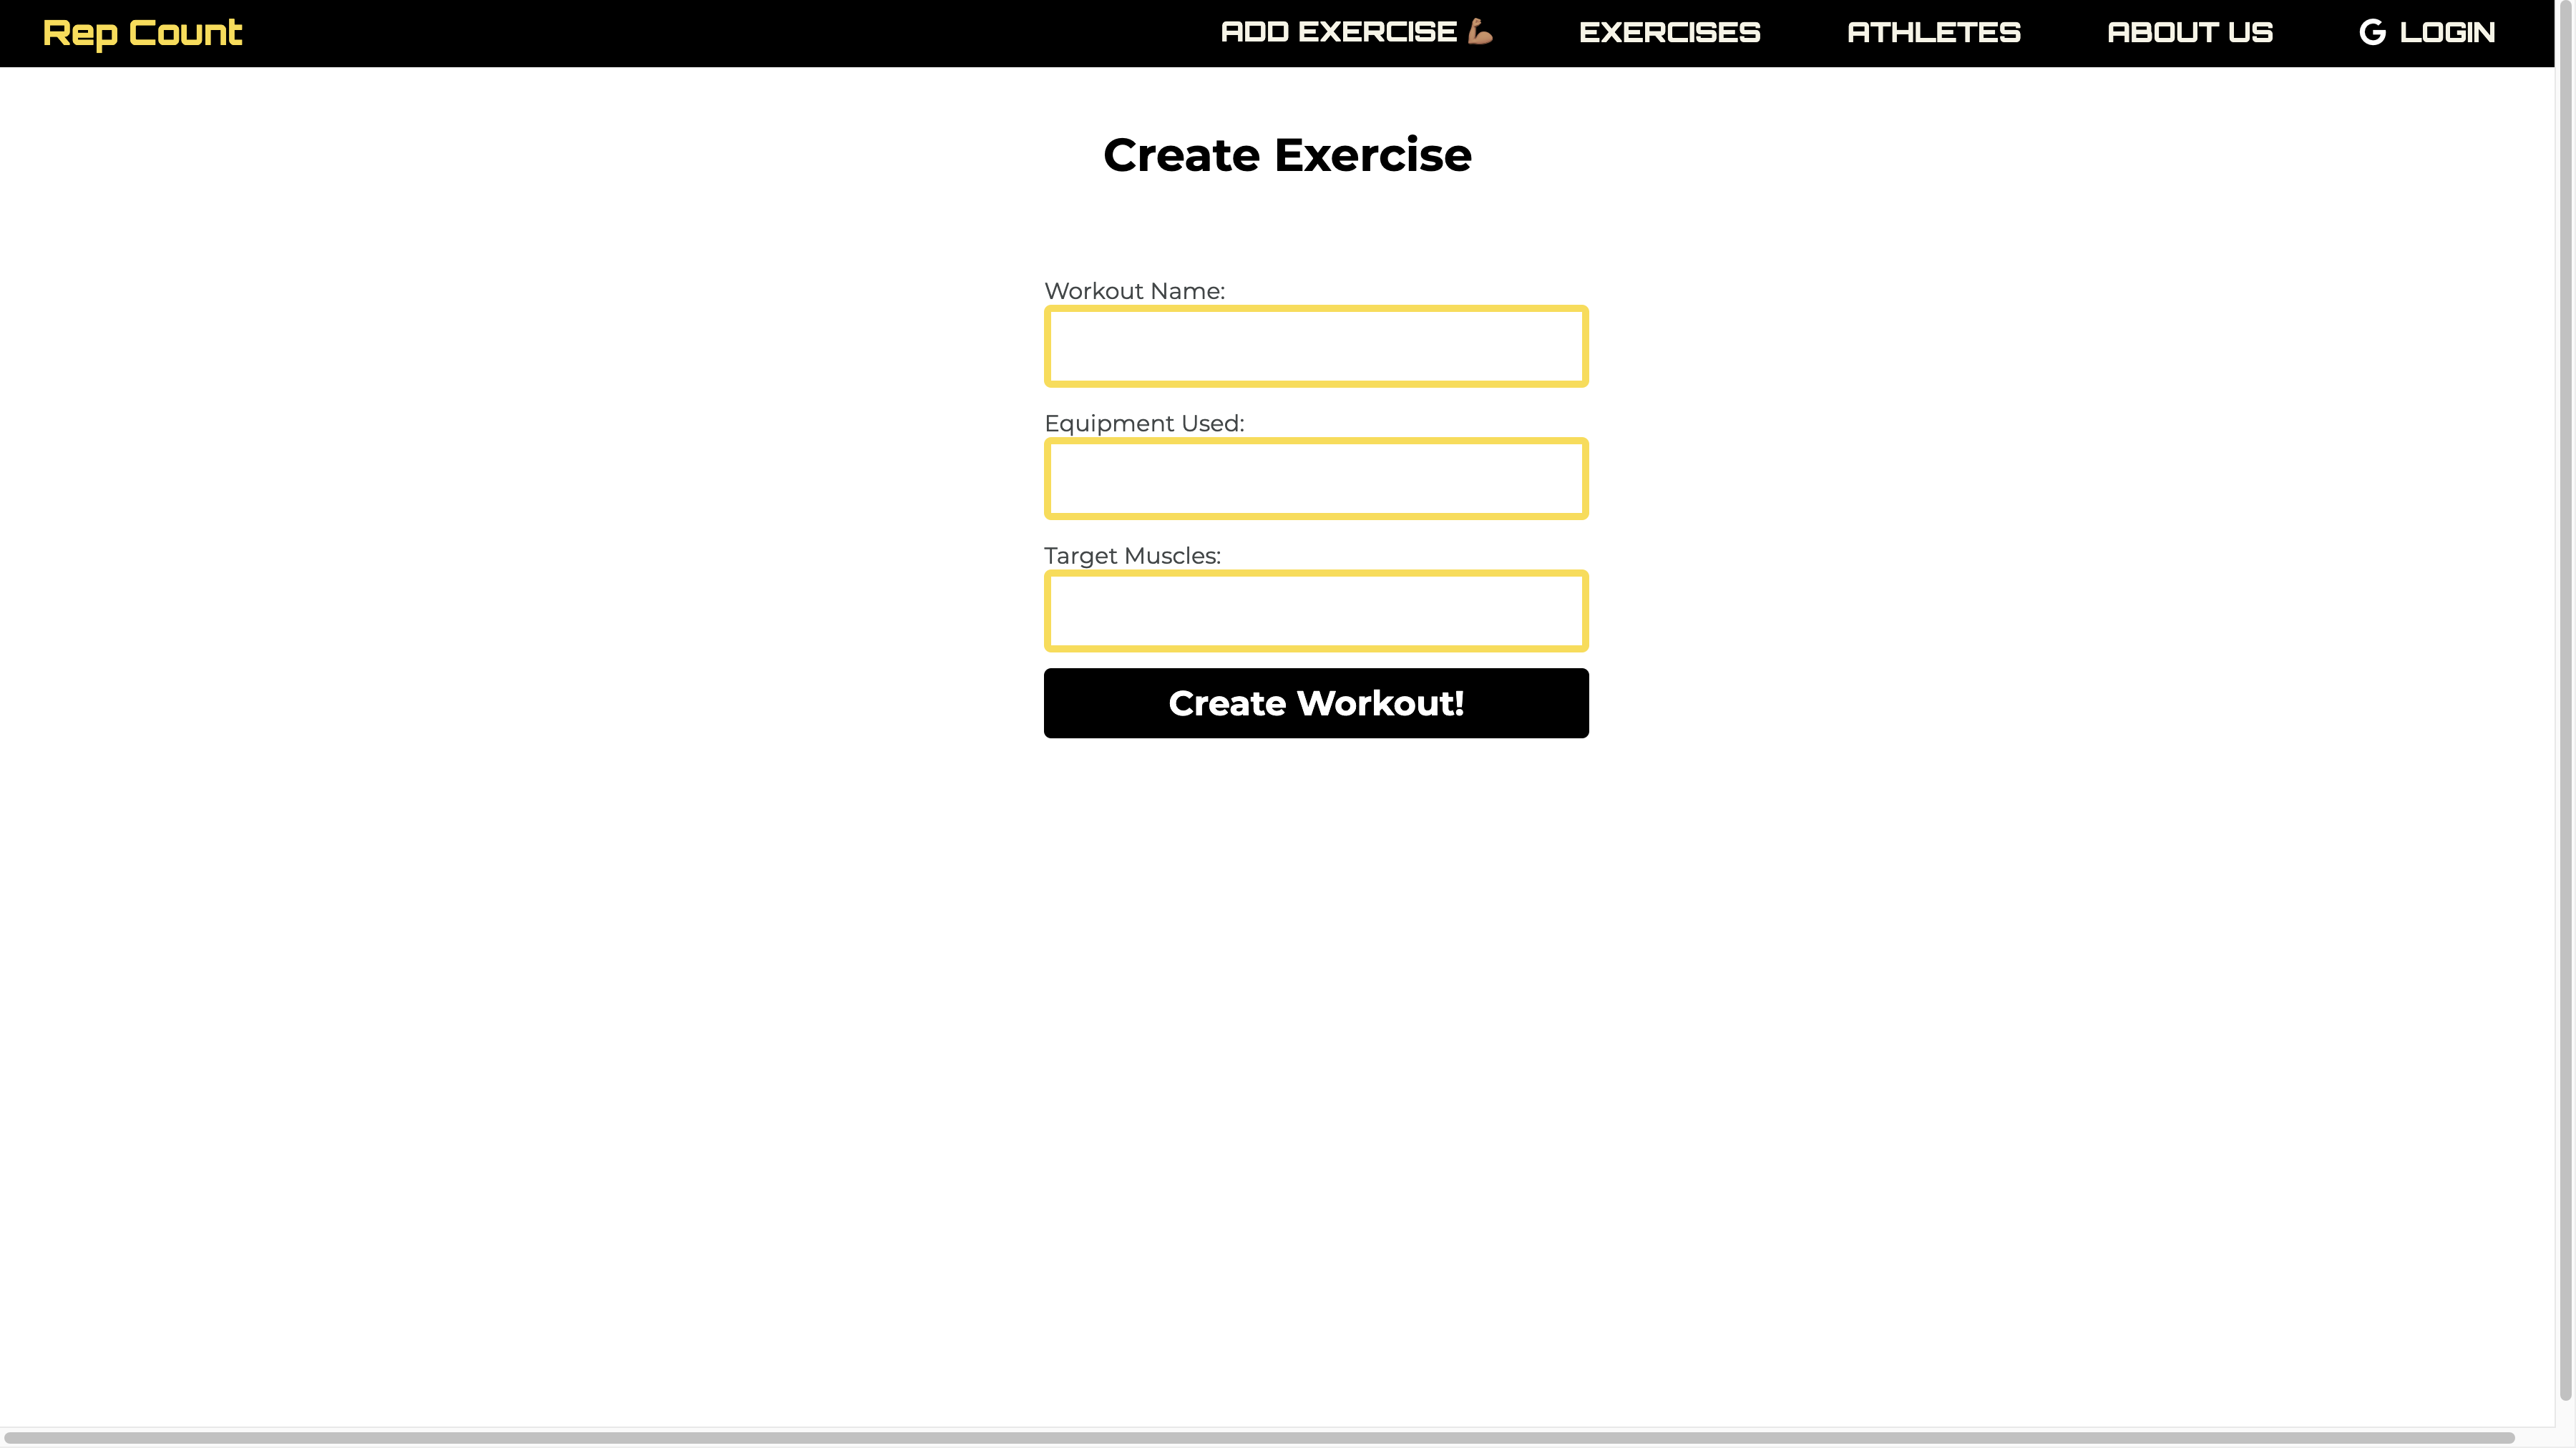 Rep Count
ADD EXERCISE 💪🏽
EXERCISES
ATHLETES
ABOUT US
G LOGIN
Create Exercise
Workout Name:
Equipment Used:
Target Muscles:
Create Workout!